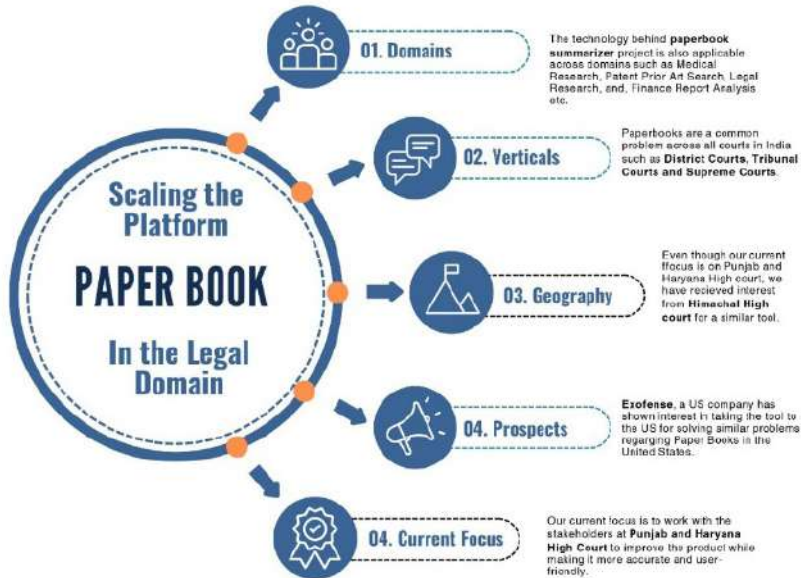 Scaling the
Platform
PAPER BOOK
In the Legal
Domain
01. Domains
The technology behind paperbook
summarizer project is also applicable
across domains such as Medical
Research, Patent Prior Art Search, Legal
Research, and, Finance Report Analysis
etc.
02. Verticals
Paperbooks are a common
problem across all courts in India
such as District Courts, Tribunal
Courts and Supreme Courts.
03. Geography
Even though our current
ffocus is on Punjab and
Haryana High court, we
have recieved interest
from Himachal High
court for a similar tool.
04. Prospects
Exofense, a US company has
shown interest in taking the tool to
the US for solving similar problems
regarging Paper Books in the
United States.
04. Current Focus
Our current focus is to work with the
stakeholders at Punjab and Haryana
High Court to improve the product while
making it more accurate and user-
friendly.